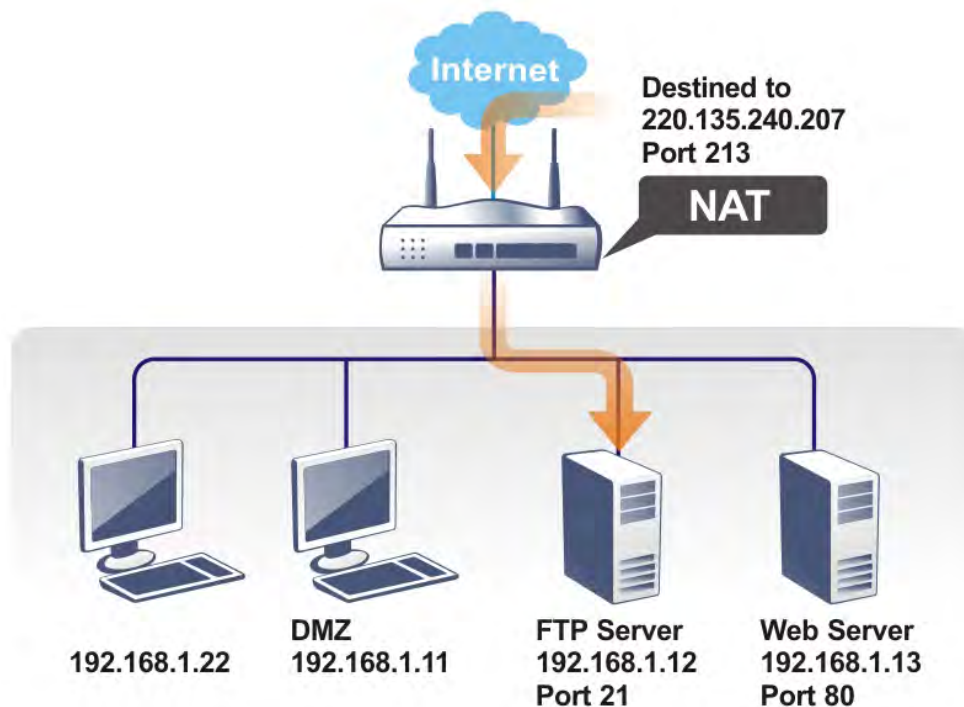 Internet
Destined to
220.135.240.207
Port 213
NAT
192.168.1.22
DMZ
192.168.1.11
FTP Server
192.168.1.12
Port 21
Web Server
192.168.1.13
Port 80